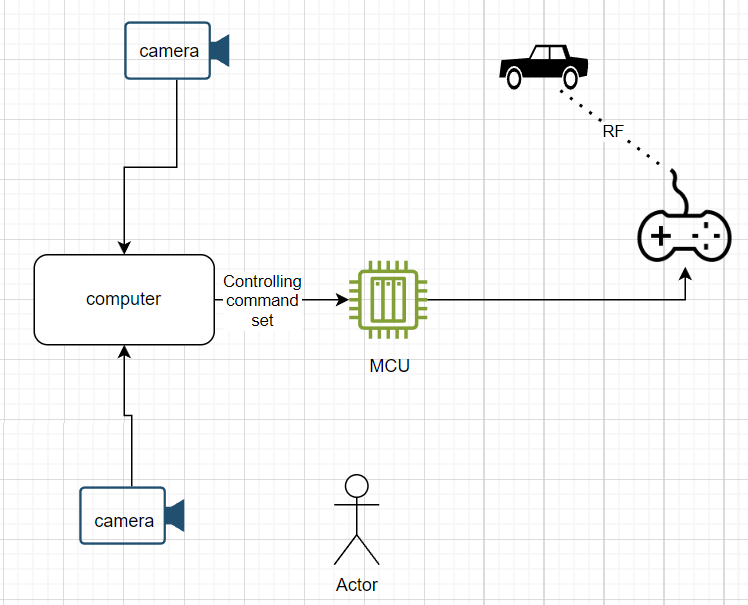 camera
RF
computer
Controlling
command
set
MCU
camera
Actor